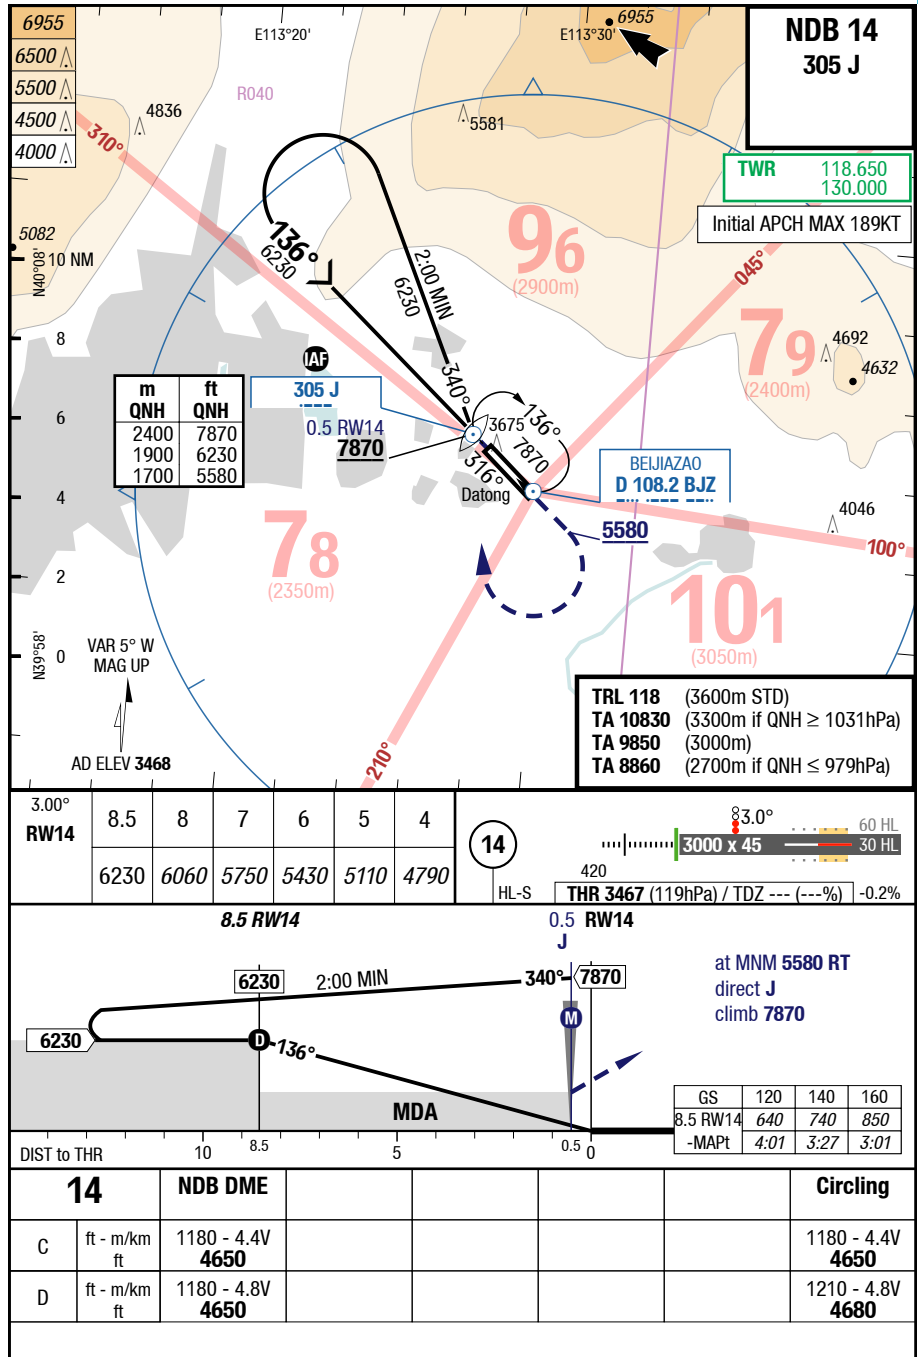 6955
6500
5500
4500
4000
E113°20'
E113°30'
6955
NDB 14
305 J
TWR 118.650
130.000
Initial APCH MAX 189KT
R040
4836
5581
310°
5082
10 NM
N40°08'
136°
6230
2:00 MIN
6230
96
(2900m)
045°
79
(2400m)
4692
4632
8
IAF
340°
m ft
QNH QNH
2400 7870
1900 6230
1700 5580
305 J
0.5 RW14
7870
6
3675
136°
7870
316°
Datong
BEIJIAZAO
D 108.2 BJZ
4
4046
5580
100°
78
(2350m)
2
101
(3050m)
N39°58'
0
VAR 5° W
MAG UP
AD ELEV 3468
210°
TRL 118 (3600m STD)
TA 10830 (3300m if QNH ≥ 1031hPa)
TA 9850 (3000m)
TA 8860 (2700m if QNH ≤ 979hPa)
3.00°
RW14
8.5 8 7 6 5 4
6230 6060 5750 5430 5110 4790
14
HL-S
3.0°
60 HL
3000 x 45
30 HL
420
THR 3467 (119hPa) / TDZ --- (---%) -0.2%
8.5 RW14
0.5 RW14
J
6230
2:00 MIN
340°
7870
at MNM 5580 RT
direct J
climb 7870
M
6230
D
136°
MDA
GS 120 140 160
8.5 RW14 640 740 850
-MAPt 4:01 3:27 3:01
DIST to THR 10 8.5 5 0.5 0
14 NDB DME Circling
C ft - m/km 1180 - 4.4V 1180 - 4.4V
ft 4650 4650
D ft - m/km 1180 - 4.8V 1210 - 4.8V
ft 4650 4680